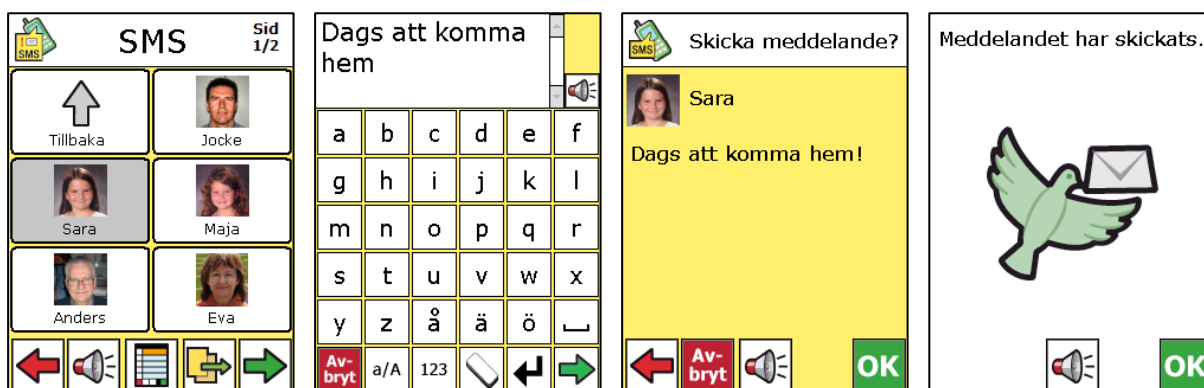 SMS
SMS
Sid
1/2
Tillbaka
Jocke
Sara
Maja
Anders
Eva
Dags att komma
hem
a b c d e f
g h i j k l
m n o p q r
s t u v w x
y z å ä ö
Av-
bryt
a/A
123
SMS
Skicka meddelande?
Sara
Dags att komma hem!
Av-
bryt
OK
Meddelandet har skickats.
OK